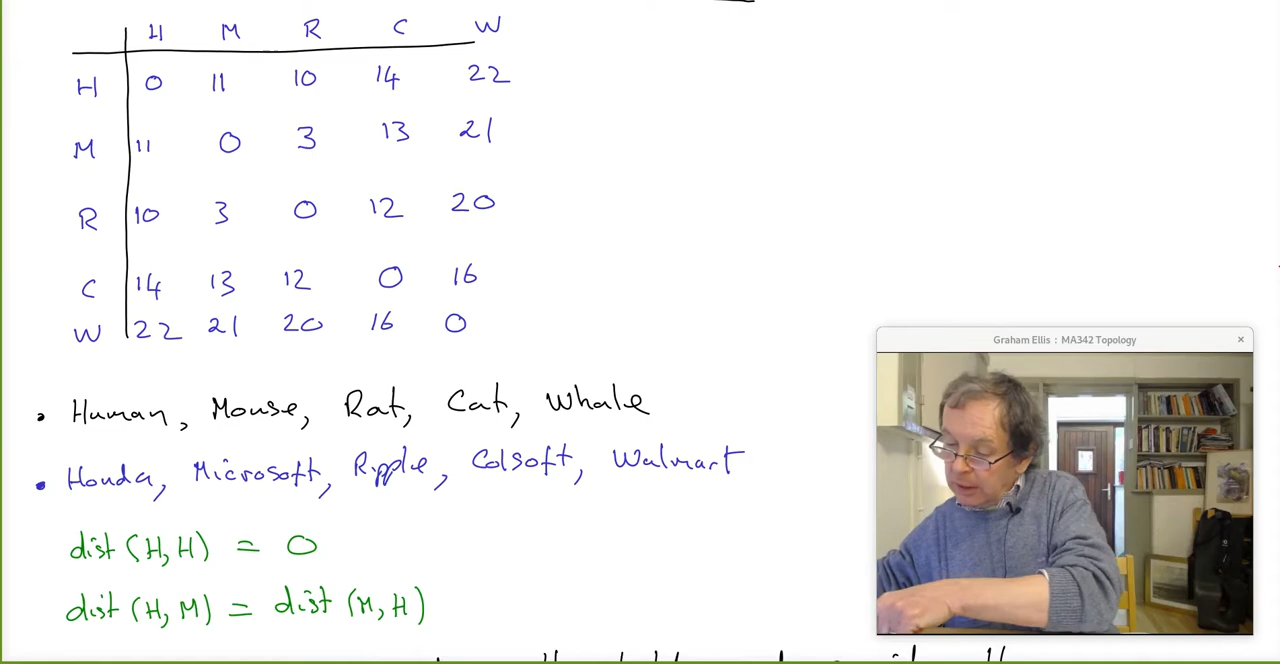 H M R C W
H 0 11 10 14 22
M 11 0 3 13 21
R 10 3 0 12 20
C 14 13 12 0 16
W 22 21 20 16 0
• Human, Mouse, Rat, Cat, Whale
• Honda, Microsoft, Ripple, Colsoft, Walmart
dist (H, H) = 0
dist (H, M) = dist (M, H)
Graham Ellis : MA342 Topology